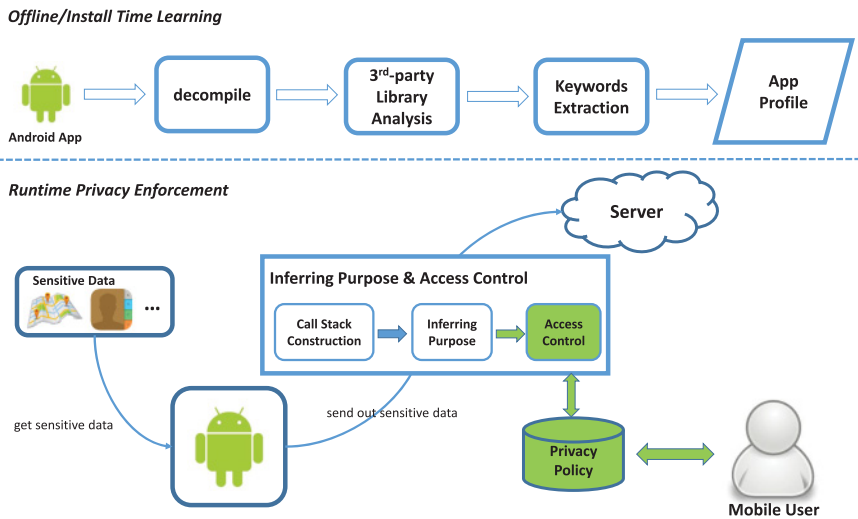 Offline/Install Time Learning
Android App
decompile
3rd-party
Library
Analysis
Keywords
Extraction
App
Profile
Runtime Privacy Enforcement
Server
Sensitive Data
...
Inferring Purpose & Access Control
Call Stack
Construction
Inferring
Purpose
Access
Control
get sensitive data
send out sensitive data
Privacy
Policy
Mobile User